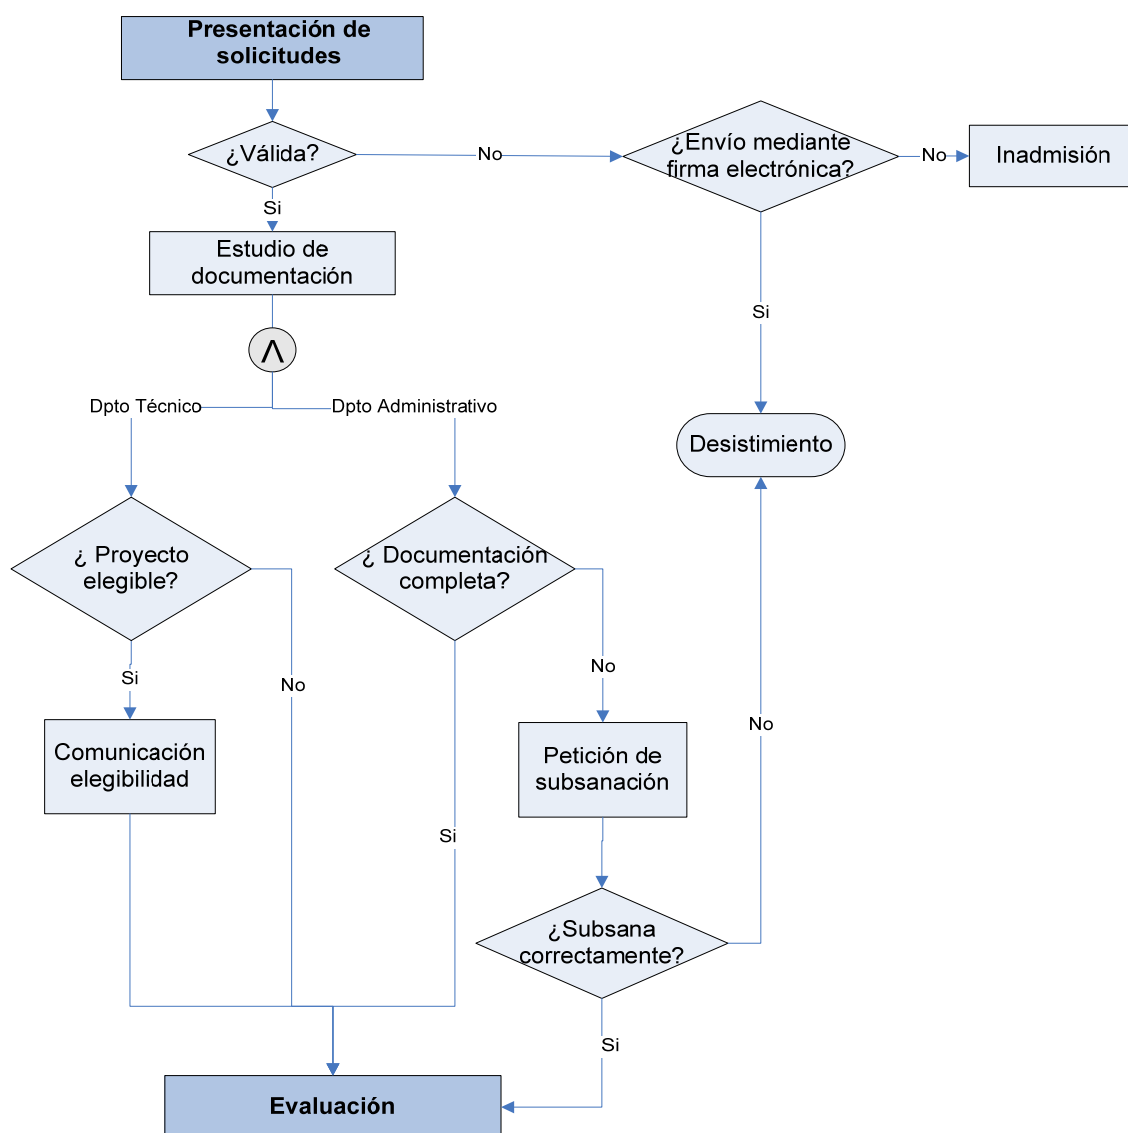 Presentación de
solicitudes
¿Válida?
No
¿Envío mediante
firma electrónica?
No
Inadmisión
Si
Estudio de
documentación
Λ
Si
Dpto Técnico
Dpto Administrativo
Desistimiento
¿ Proyecto
elegible?
¿ Documentación
completa?
Si
No
No
Comunicación
elegibilidad
Petición de
subsanación
No
Si
¿Subsana
correctamente?
Si
Evaluación